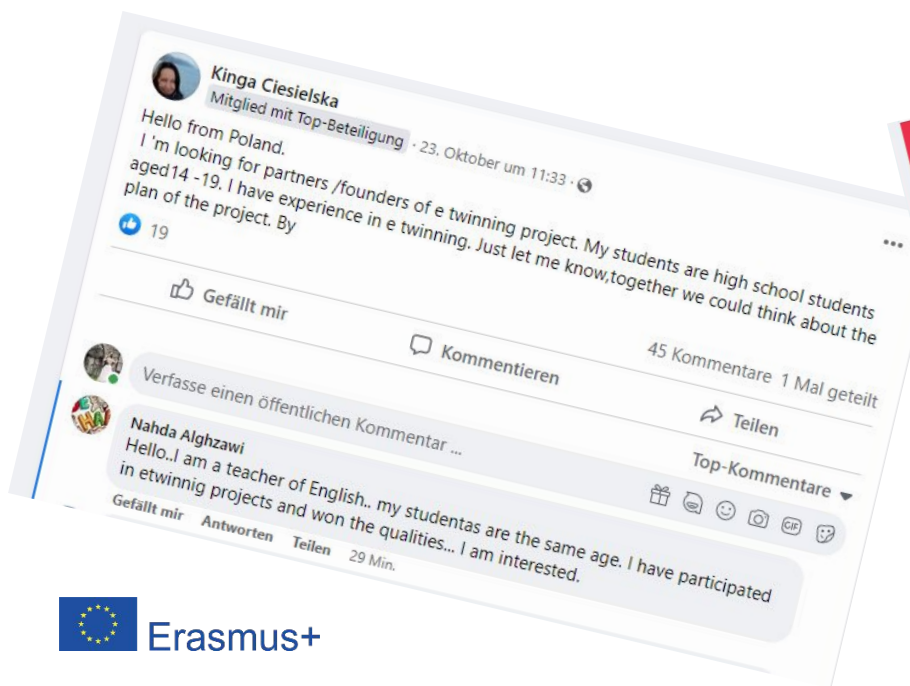 Kinga Ciesielska
Mitglied mit Top-Beteiligung · 23. Oktober um 11:33 ·
Hello from Poland.
I 'm looking for partners /founders of e twinning project. My students are high school students
aged14 -19. I have experience in e twinning. Just let me know,together we could think about the
plan of the project. By
19
45 Kommentare 1 Mal geteilt
Gefällt mir
Kommentieren
Teilen
Top-Kommentare
Verfasse einen öffentlichen Kommentar ...
GIF
Nahda Alghzawi
Hello..I am a teacher of English.. my studentas are the same age. I have participated
in etwinnig projects and won the qualities... I am interested.
Gefällt mir Antworten Teilen 29 Min.
Erasmus+